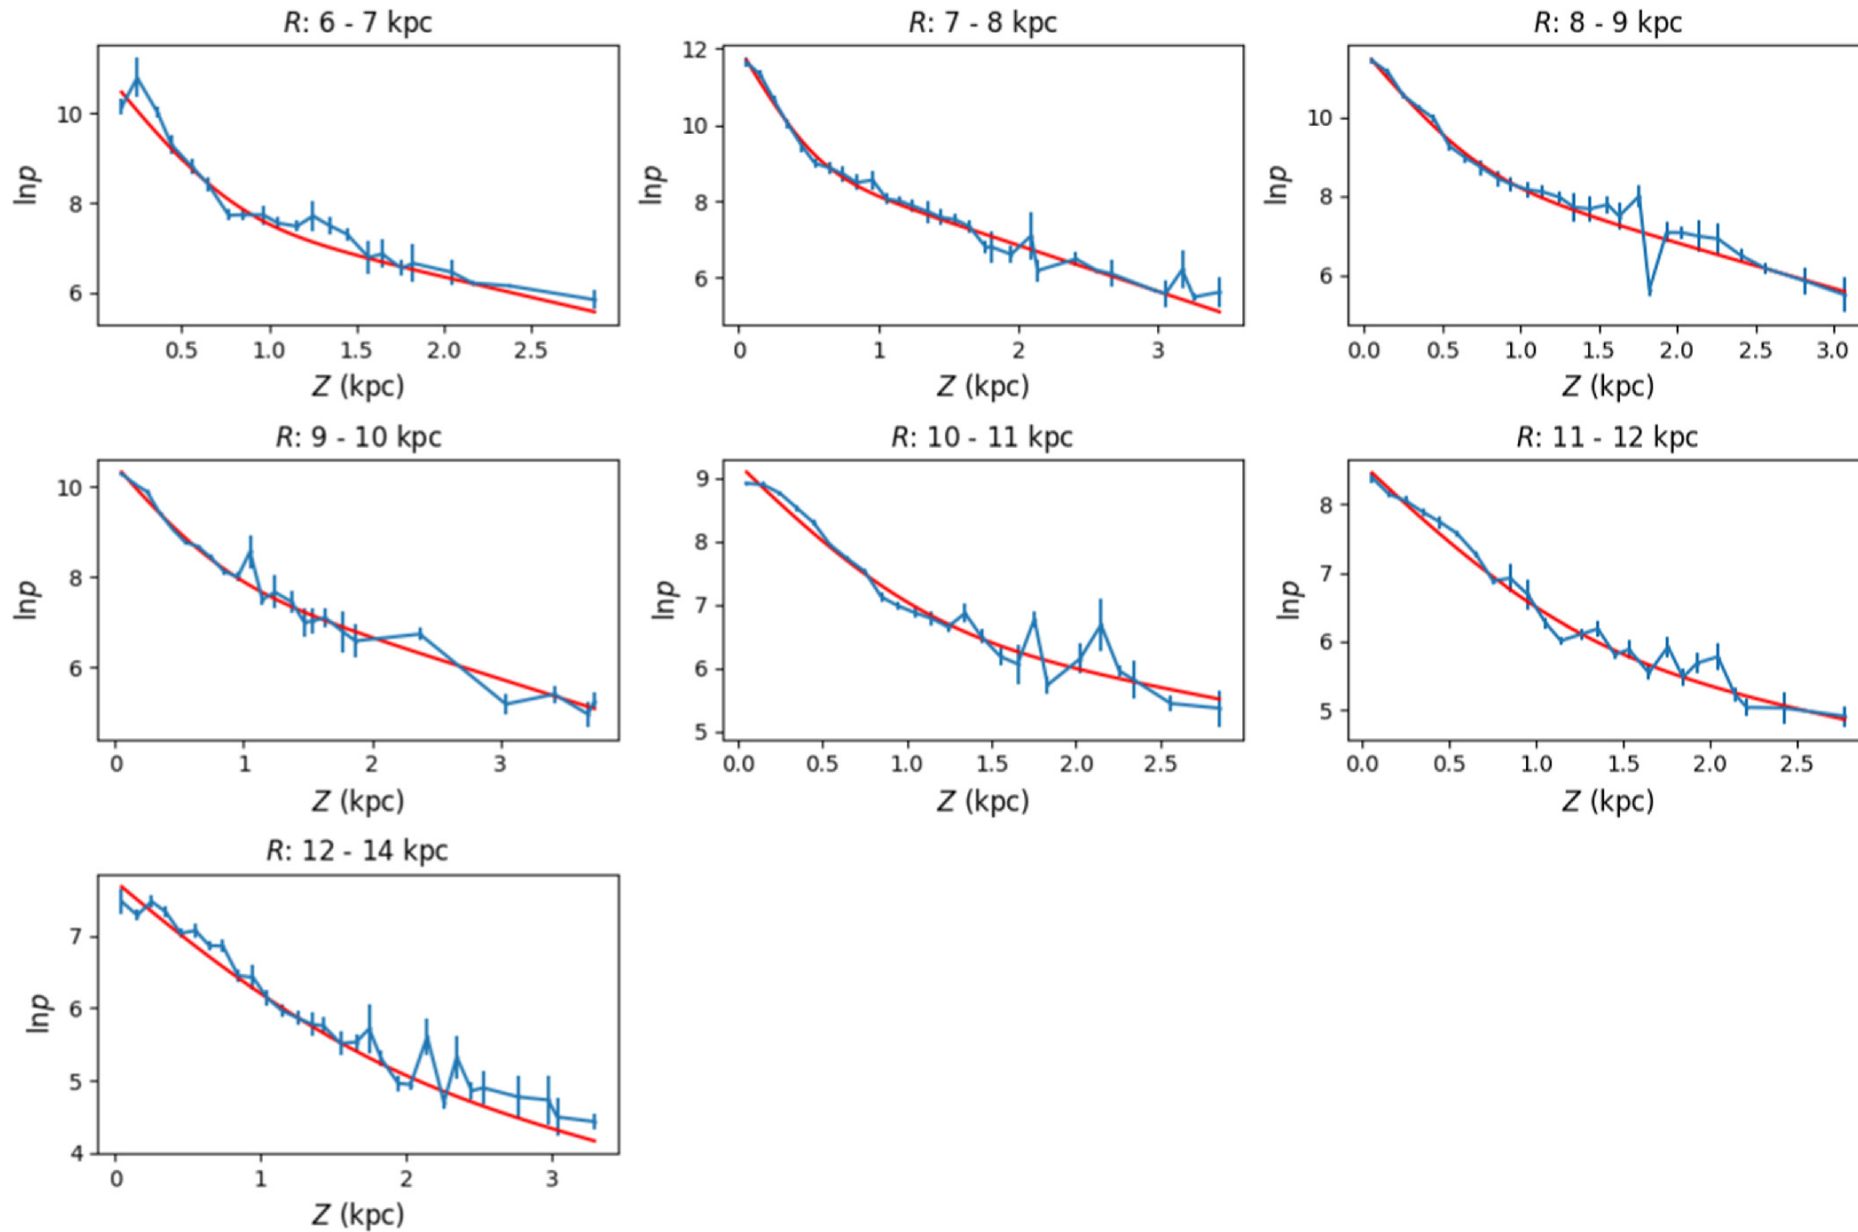 R: 6 - 7 kpc
lnp
10
8
6
0.5 1.0 1.5 2.0 2.5
Z (kpc)
R: 7 - 8 kpc
lnp
12
10
8
6
0 1 2 3
Z (kpc)
R: 8 - 9 kpc
lnp
10
8
6
0.0 0.5 1.0 1.5 2.0 2.5 3.0
Z (kpc)
R: 9 - 10 kpc
lnp
10
8
6
0 1 2 3
Z (kpc)
R: 10 - 11 kpc
lnp
9
8
7
6
5
0.0 0.5 1.0 1.5 2.0 2.5
Z (kpc)
R: 11 - 12 kpc
lnp
8
7
6
5
0.0 0.5 1.0 1.5 2.0 2.5
Z (kpc)
R: 12 - 14 kpc
lnp
7
6
5
4
0 1 2 3
Z (kpc)